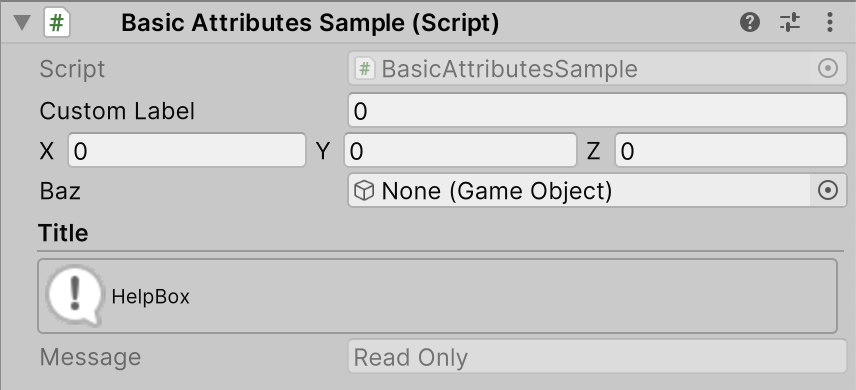 Basic Attributes Sample (Script)
Script # BasicAttributesSample
Custom Label 0
X 0 Y 0 Z 0
Baz None (Game Object)
Title
HelpBox
Message Read Only